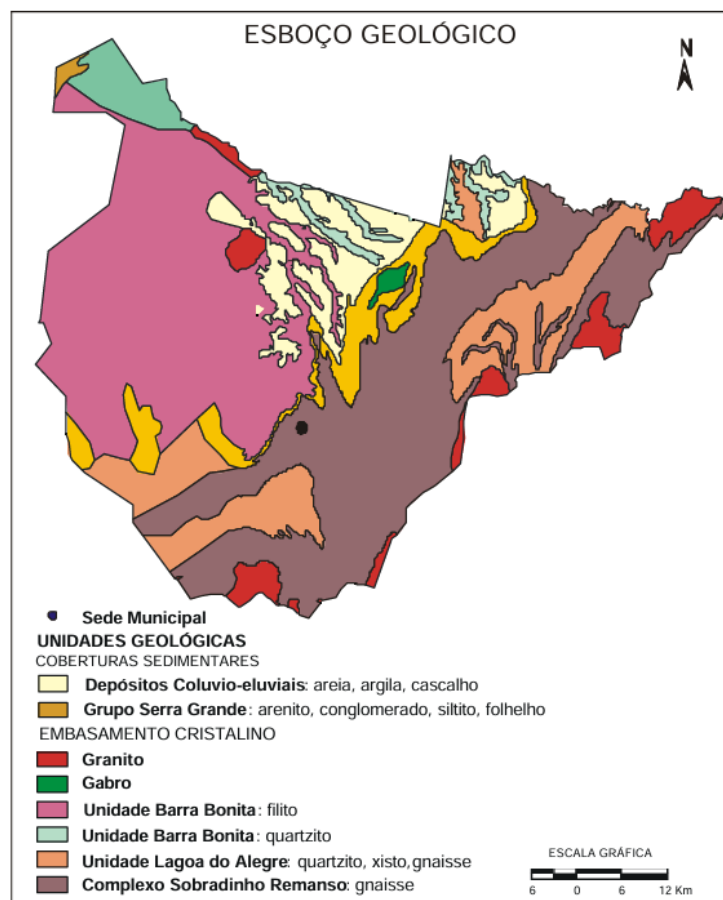 ESBOÇO GEOLÓGICO
N
Sede Municipal
UNIDADES GEOLÓGICAS
COBERTURAS SEDIMENTARES
Depósitos Coluvio-eluviais: areia, argila, cascalho
Grupo Serra Grande: arenito, conglomerado, siltito, folhelho
EMBASAMENTO CRISTALINO
Granito
Gabro
Unidade Barra Bonita: filito
Unidade Barra Bonita: quartzito
Unidade Lagoa do Alegre: quartzito, xisto,gnaisse
Complexo Sobradinho Remanso: gnaisse
ESCALA GRÁFICA
6 0 6 12 Km